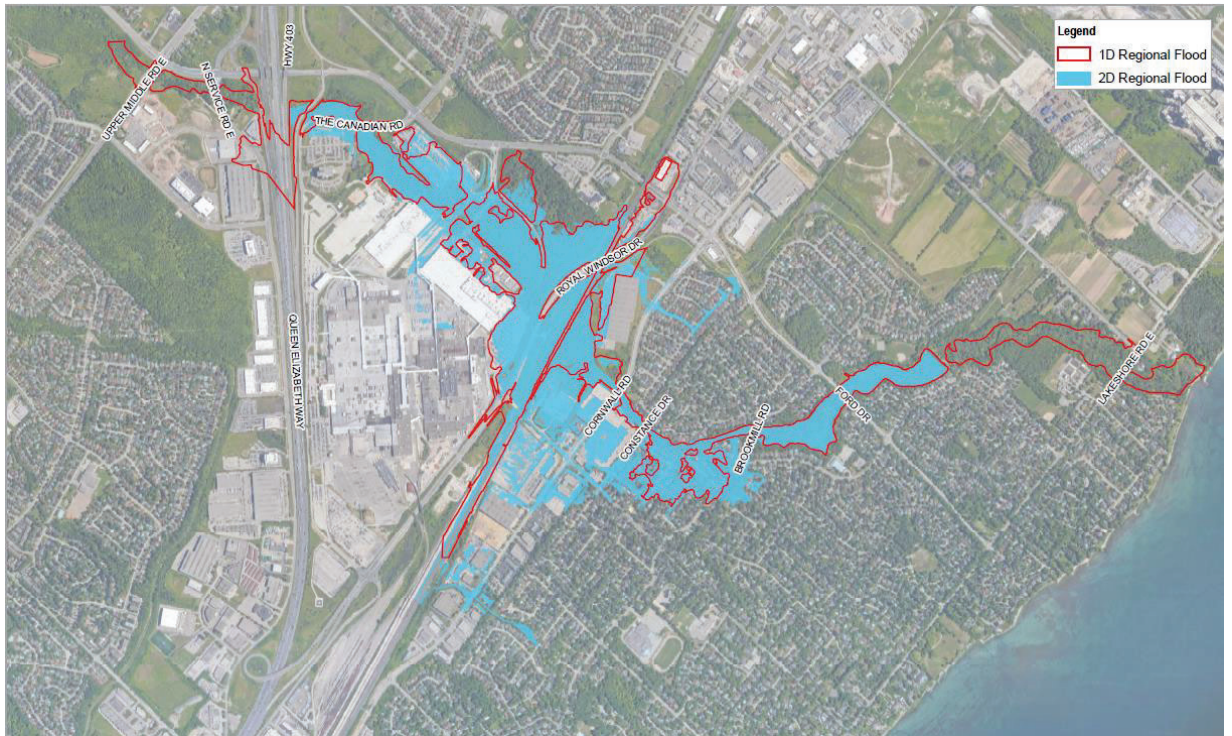 Legend
1D Regional Flood
2D Regional Flood
HWY 403
UPPER MIDDLE RD E
N SERVICE RD E
THE CANADIAN RD
ROYAL WINDSOR DR
QUEEN ELIZABETH WAY
CORNWALL RD
CONSTANCE DR
BROOKMILL RD
FORD DR
LAKESHORE RD E